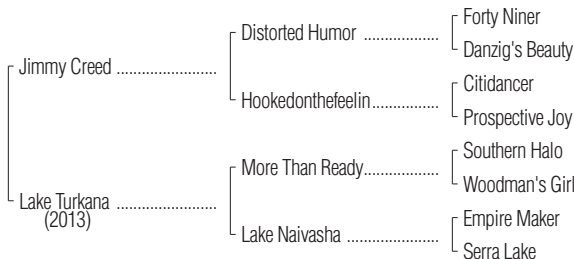 Forty Niner
Distorted Humor ..................
Danzig's Beauty
Jimmy Creed ........................
Citidancer
Hookedonthefeelin................
Prospective Joy
Southern Halo
More Than Ready..................
Woodman's Girl
Lake Turkana ........................
(2013)
Empire Maker
Lake Naivasha ......................
Serra Lake